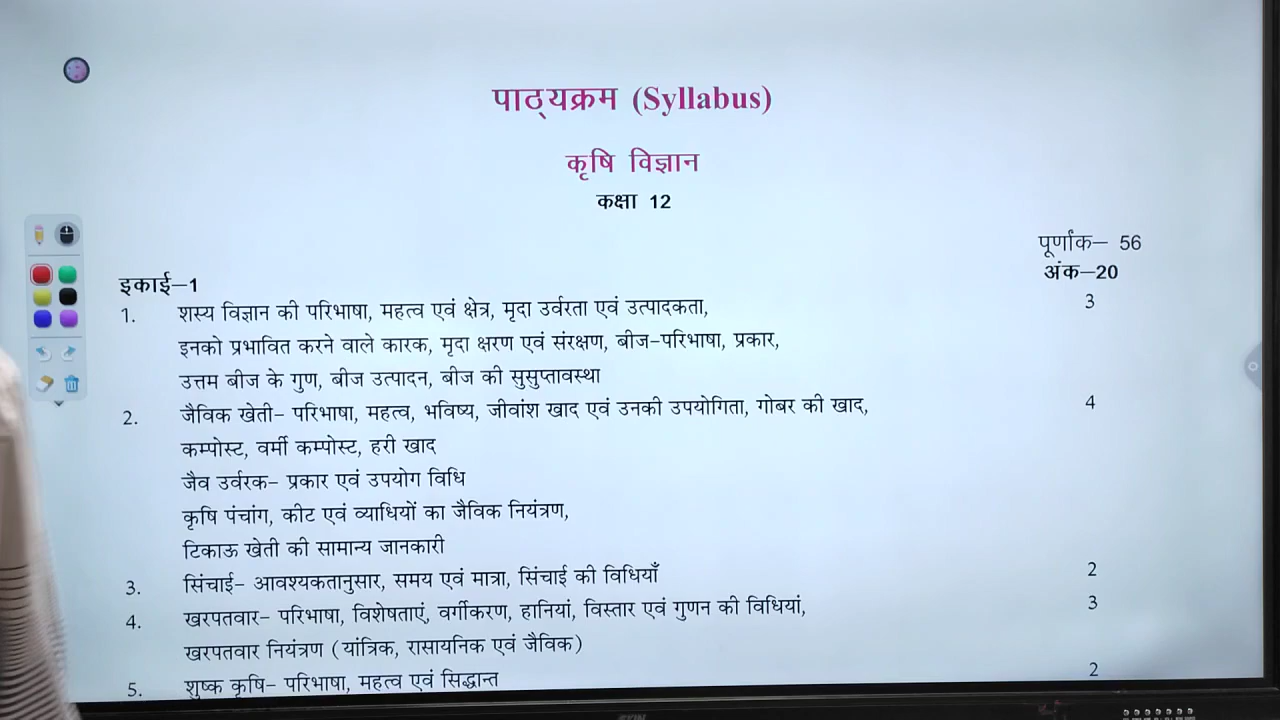 पाठ्यक्रम (Syllabus)
कृषि विज्ञान
कक्षा 12
पूर्णांक– 56
इकाई–1 अंक–20
1. शस्य विज्ञान की परिभाषा, महत्व एवं क्षेत्र, मृदा उर्वरता एवं उत्पादकता, 3
इनको प्रभावित करने वाले कारक, मृदा क्षरण एवं संरक्षण, बीज–परिभाषा, प्रकार,
उत्तम बीज के गुण, बीज उत्पादन, बीज की सुसुप्तावस्था
2. जैविक खेती– परिभाषा, महत्व, भविष्य, जीवांश खाद एवं उनकी उपयोगिता, गोबर की खाद, 4
कम्पोस्ट, वर्मी कम्पोस्ट, हरी खाद
जैव उर्वरक– प्रकार एवं उपयोग विधि
कृषि पंचांग, कीट एवं व्याधियों का जैविक नियंत्रण,
टिकाऊ खेती की सामान्य जानकारी
3. सिंचाई– आवश्यकतानुसार, समय एवं मात्रा, सिंचाई की विधियाँ 2
4. खरपतवार– परिभाषा, विशेषताएं, वर्गीकरण, हानियां, विस्तार एवं गुणन की विधियां, 3
खरपतवार नियंत्रण (यांत्रिक, रासायनिक एवं जैविक)
5. शुष्क कृषि– परिभाषा, महत्व एवं सिद्धान्त 2